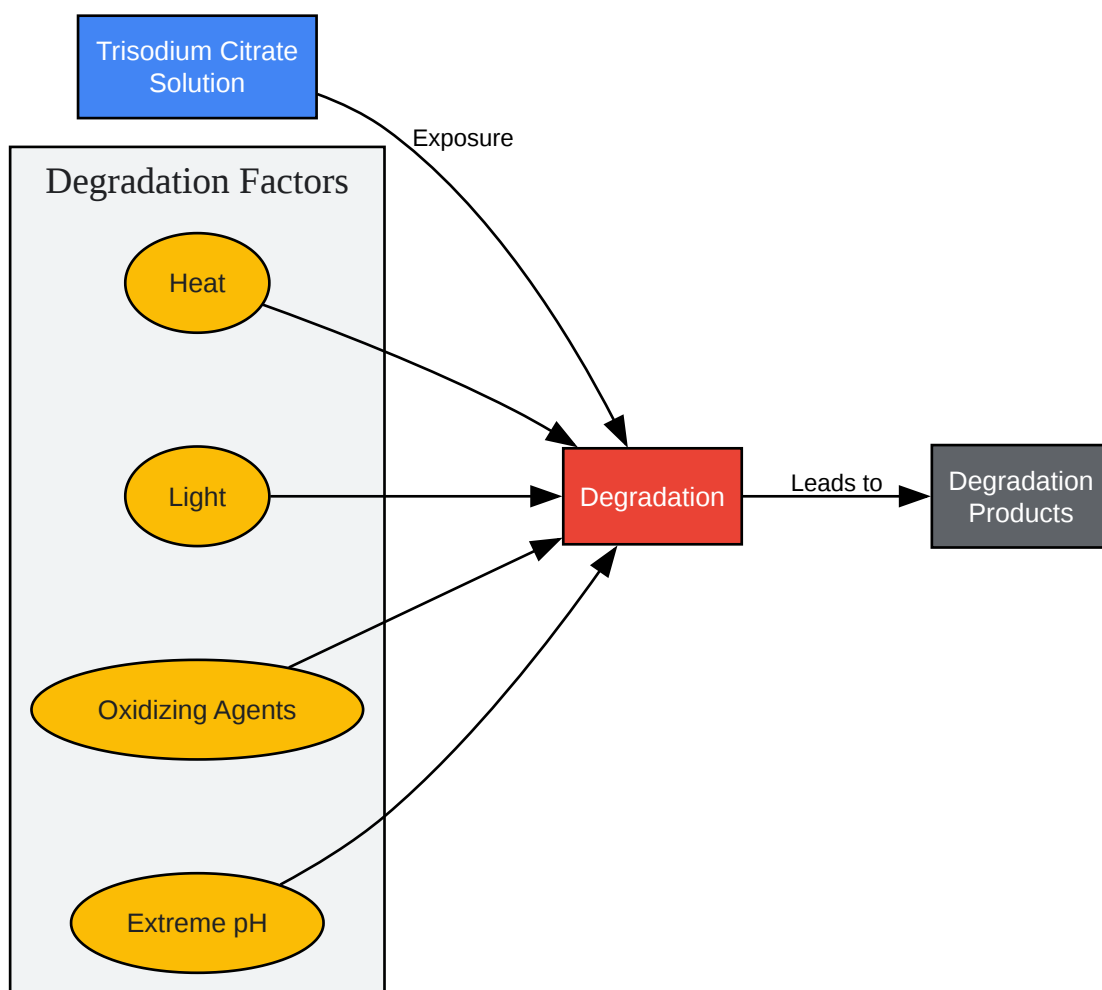 Trisodium Citrate
Solution
Exposure
Degradation Factors
Heat
Light
Degradation
Leads to
Degradation
Products
Oxidizing Agents
Extreme pH